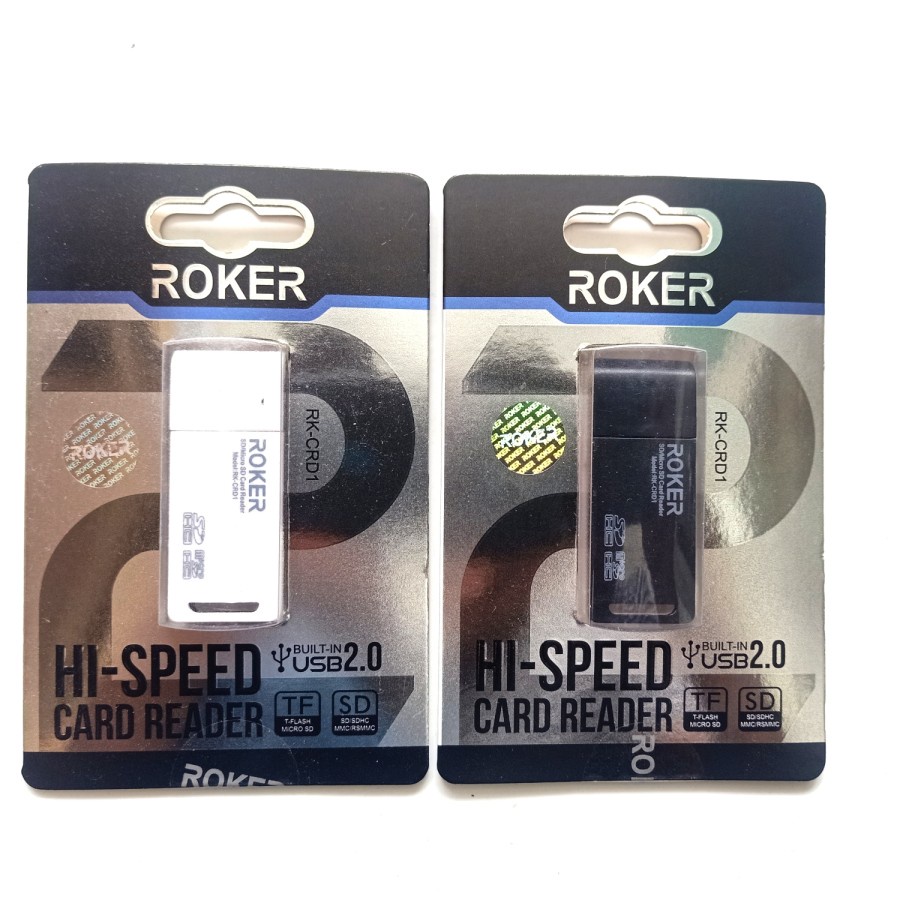 ROKER
RK-CRD1
ROKER
ROKER
SD/Micro SD Card Reader
Model RK-CRD1
HI-SPEED
CARD READER
BUILT-IN
USB2.0
TF
T-FLASH
MICRO SD
SD
SD/SDHC
MMC/RSMMC
ROKER
ROKER
RK-CRD1
ROKER
ROKER
SD/Micro SD Card Reader
Model RK-CRD1
HI-SPEED
CARD READER
BUILT-IN
USB2.0
TF
T-FLASH
MICRO SD
SD
SD/SDHC
MMC/RSMMC